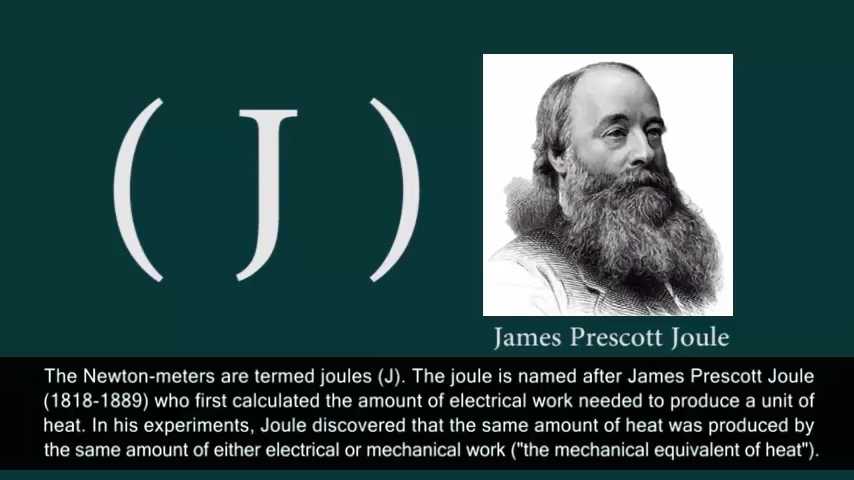 ( J )
James Prescott Joule
The Newton-meters are termed joules (J). The joule is named after James Prescott Joule
(1818-1889) who first calculated the amount of electrical work needed to produce a unit of
heat. In his experiments, Joule discovered that the same amount of heat was produced by
the same amount of either electrical or mechanical work ("the mechanical equivalent of heat").